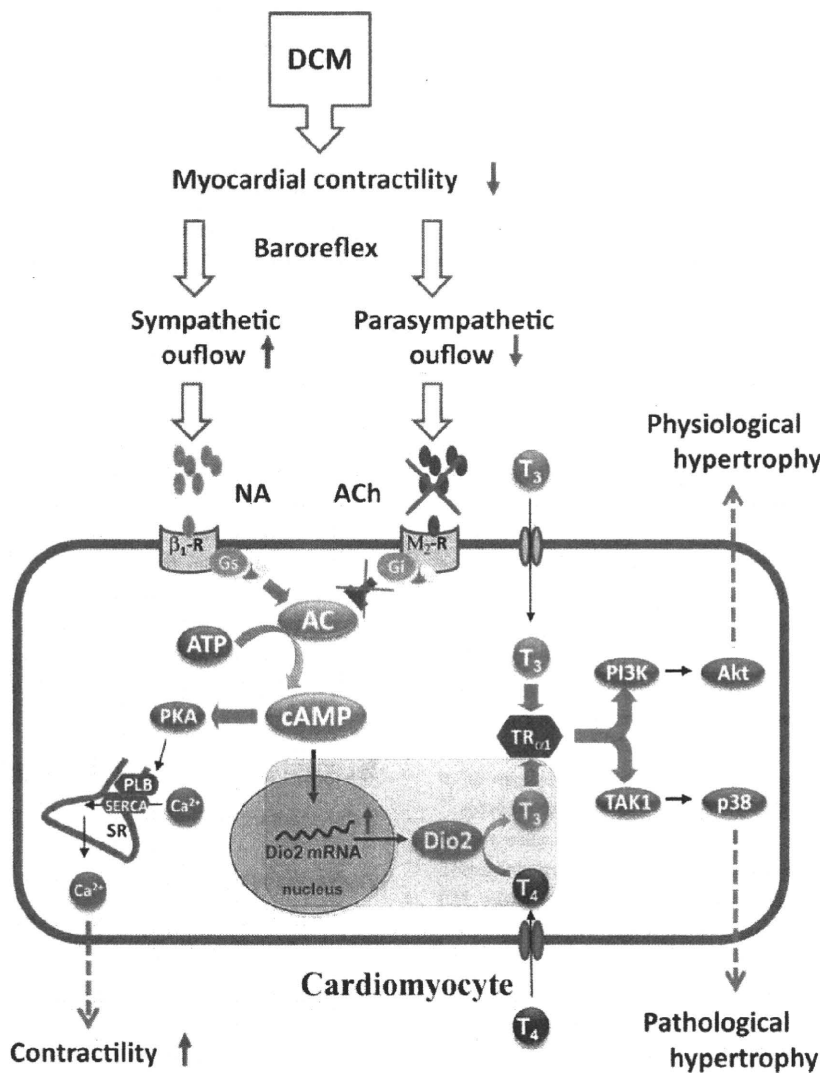 DCM
Myocardial contractility ↓
Baroreflex
Sympathetic
ouflow ↑
Parasympathetic
ouflow ↓
Physiological
hypertrophy
NA
ACh
T3
β1-R
M2-R
Gs
Gi
AC
ATP
T3
PI3K
Akt
PKA
cAMP
TRα1
PLB
SERCA
Ca2+
SR
T3
TAK1
p38
Dio2 mRNA
Dio2
nucleus
Ca2+
T4
Cardiomyocyte
T4
Contractility ↑
Pathological
hypertrophy